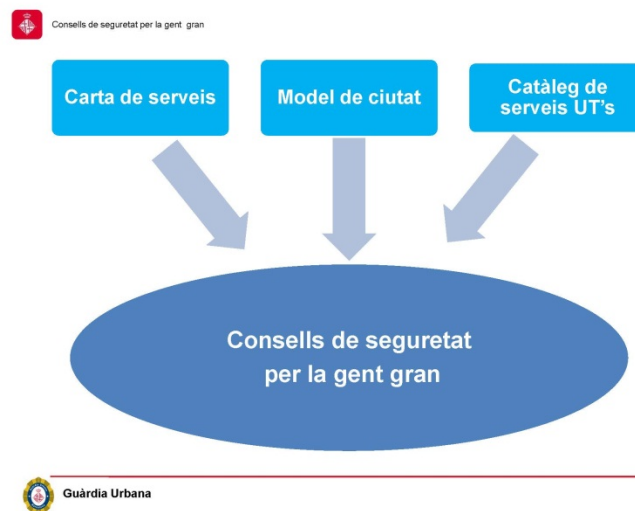 Consells de seguretat per la gent gran
Carta de serveis
Model de ciutat
Catàleg de
serveis UT's
Consells de seguretat
per la gent gran
Guàrdia Urbana